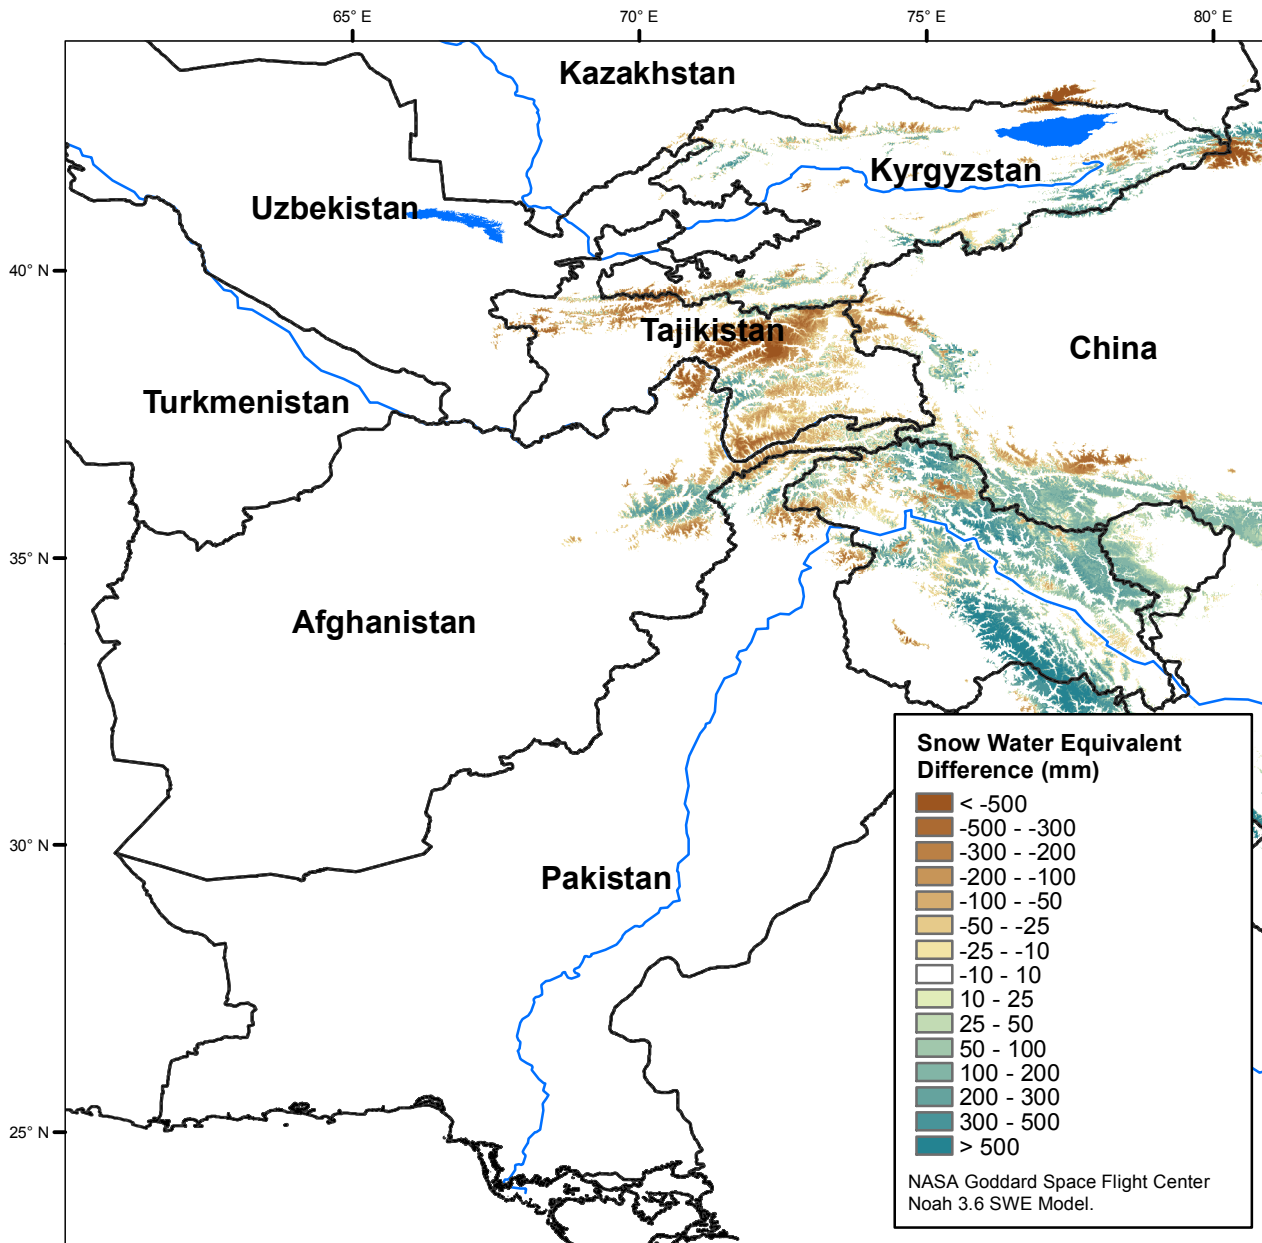 65° E
70° E
75° E
80° E
Kazakhstan
Kyrgyzstan
Uzbekistan
40° N
Tajikistan
China
Turkmenistan
35° N
Afghanistan
30° N
Pakistan
25° N
Snow Water Equivalent
Difference (mm)
< -500
-500 - -300
-300 - -200
-200 - -100
-100 - -50
-50 - -25
-25 - -10
-10 - 10
10 - 25
25 - 50
50 - 100
100 - 200
200 - 300
300 - 500
> 500
NASA Goddard Space Flight Center
Noah 3.6 SWE Model.